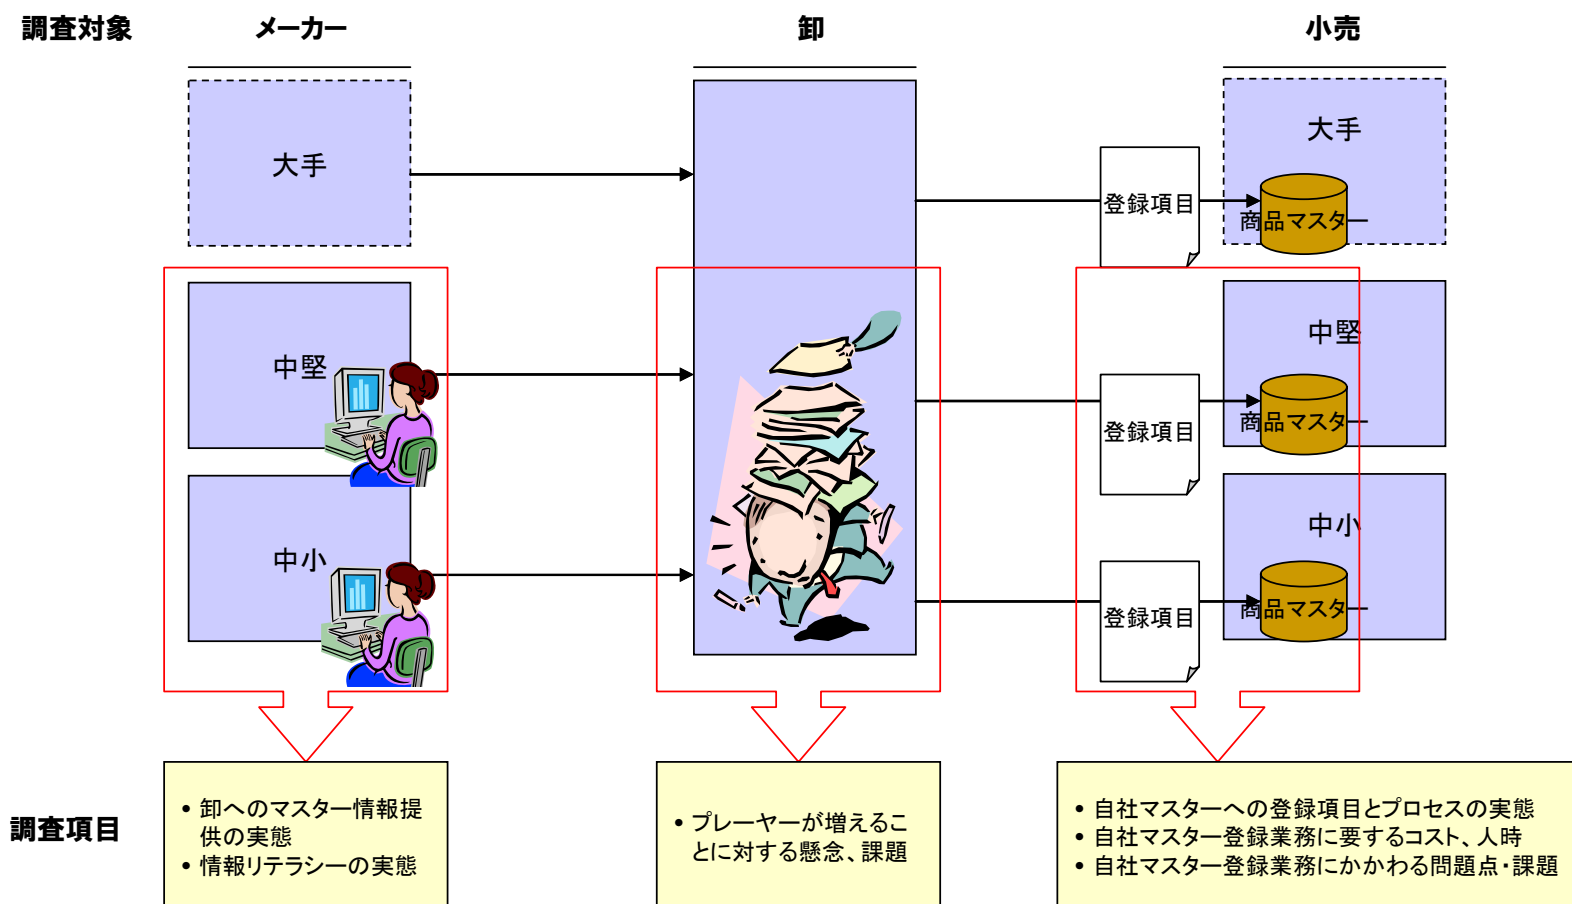 調査対象
メーカー
卸
小売
大手
大手
登録項目
商品マスター
中堅
中堅
登録項目
商品マスター
中小
中小
登録項目
商品マスター
調査項目
• 卸へのマスター情報提
供の実態
• 情報リテラシーの実態
• プレーヤーが増えるこ
とに対する懸念、課題
• 自社マスターへの登録項目とプロセスの実態
• 自社マスター登録業務に要するコスト、人時
• 自社マスター登録業務にかかわる問題点・課題